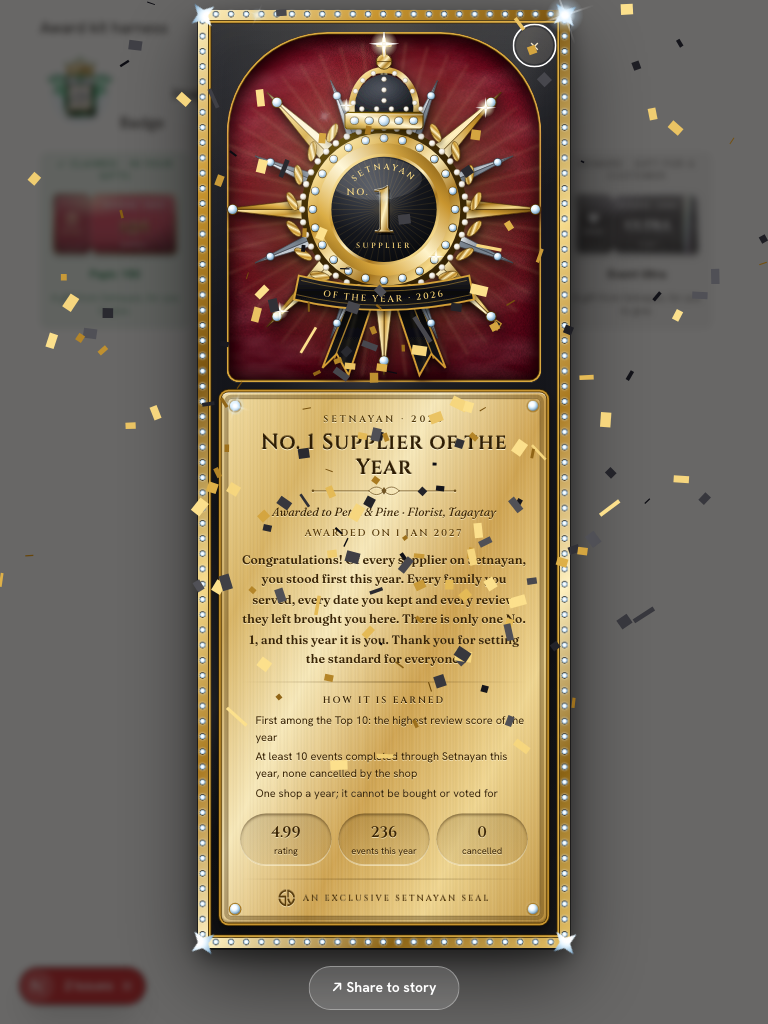 SETNAYAN
NO.
1
SUPPLIER
OF THE YEAR · 2026
SETNAYAN ·
No. 1 Supplier of the
Year
Awarded to & Pine · Florist, Tagaytay
AWARDED ON 1 JAN 2027
Congratulations! Of every supplier on Setnayan,
you stood first this year. Every family you
served, every date you kept and every review
they left brought you here. There is only one No.
1, and this year it is you. Thank you for setting
the standard for everyone.
HOW IT IS EARNED
First among the Top 10: the highest review score of the
year
At least 10 events completed through Setnayan this
year, none cancelled by the shop
One shop a year; it cannot be bought or voted for
4.99
rating
236
events this year
0
cancelled
AN EXCLUSIVE SETNAYAN SEAL
↗ Share to story